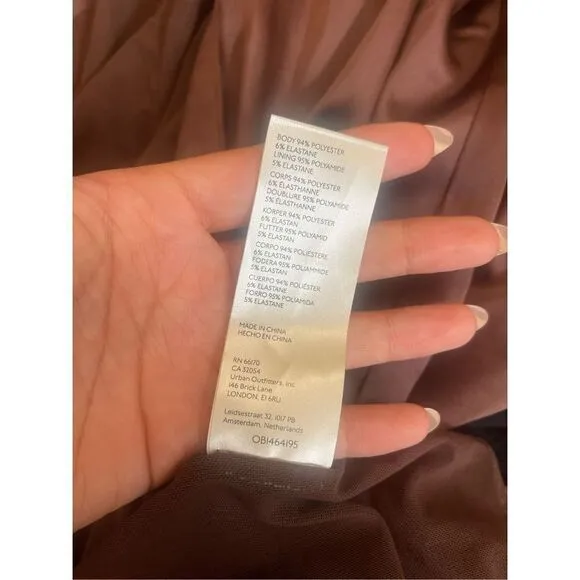 BODY 94% POLYESTER
6% ELASTANE
LINING 95% POLYAMIDE
5% ELASTANE
CORPS 94% POLYESTER
6% ELASTHANNE
DOUBLURE 95% POLYAMIDE
5% ELASTHANNE
KORPER 94% POLYESTER
6% ELASTAN
FUTTER 95% POLYAMID
5% ELASTAN
CORPO 94% POLIESTERE
6% ELASTAN
FODERA 95% POLIAMMIDE
5% ELASTAN
CUERPO 94% POLIÉSTER
6% ELASTANE
FORRO 95% POLIAMIDA
5% ELASTANE
MADE IN CHINA
HECHO EN CHINA
RN 66170
CA 32054
Urban Outfitters, Inc
146 Brick Lane
LONDON, E1 6RU
Leidsestraat 32, 1017 PB
Amsterdam, Netherlands
OB1464195